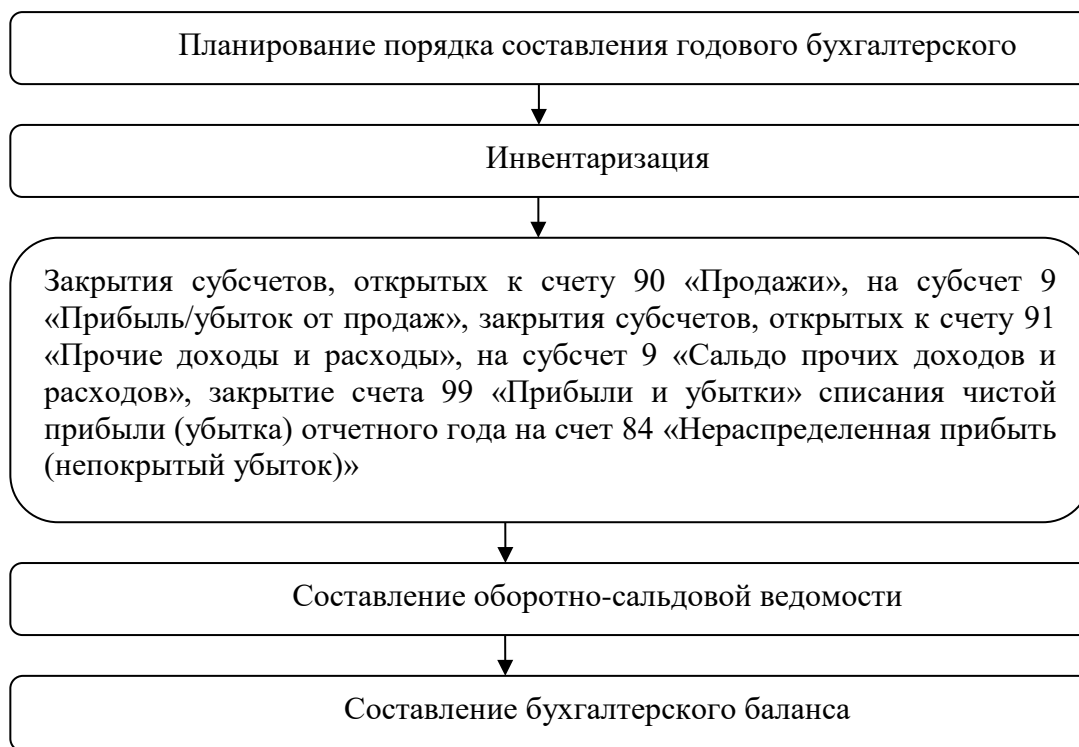 Планирование порядка составления годового бухгалтерского
Инвентаризация
Закрытия субсчетов, открытых к счету 90 «Продажи», на субсчет 9
«Прибыль/убыток от продаж», закрытия субсчетов, открытых к счету 91
«Прочие доходы и расходы», на субсчет 9 «Сальдо прочих доходов и
расходов», закрытие счета 99 «Прибыли и убытки» списания чистой
прибыли (убытка) отчетного года на счет 84 «Нераспределенная прибыть
(непокрытый убыток)»
Составление оборотно-сальдовой ведомости
Составление бухгалтерского баланса